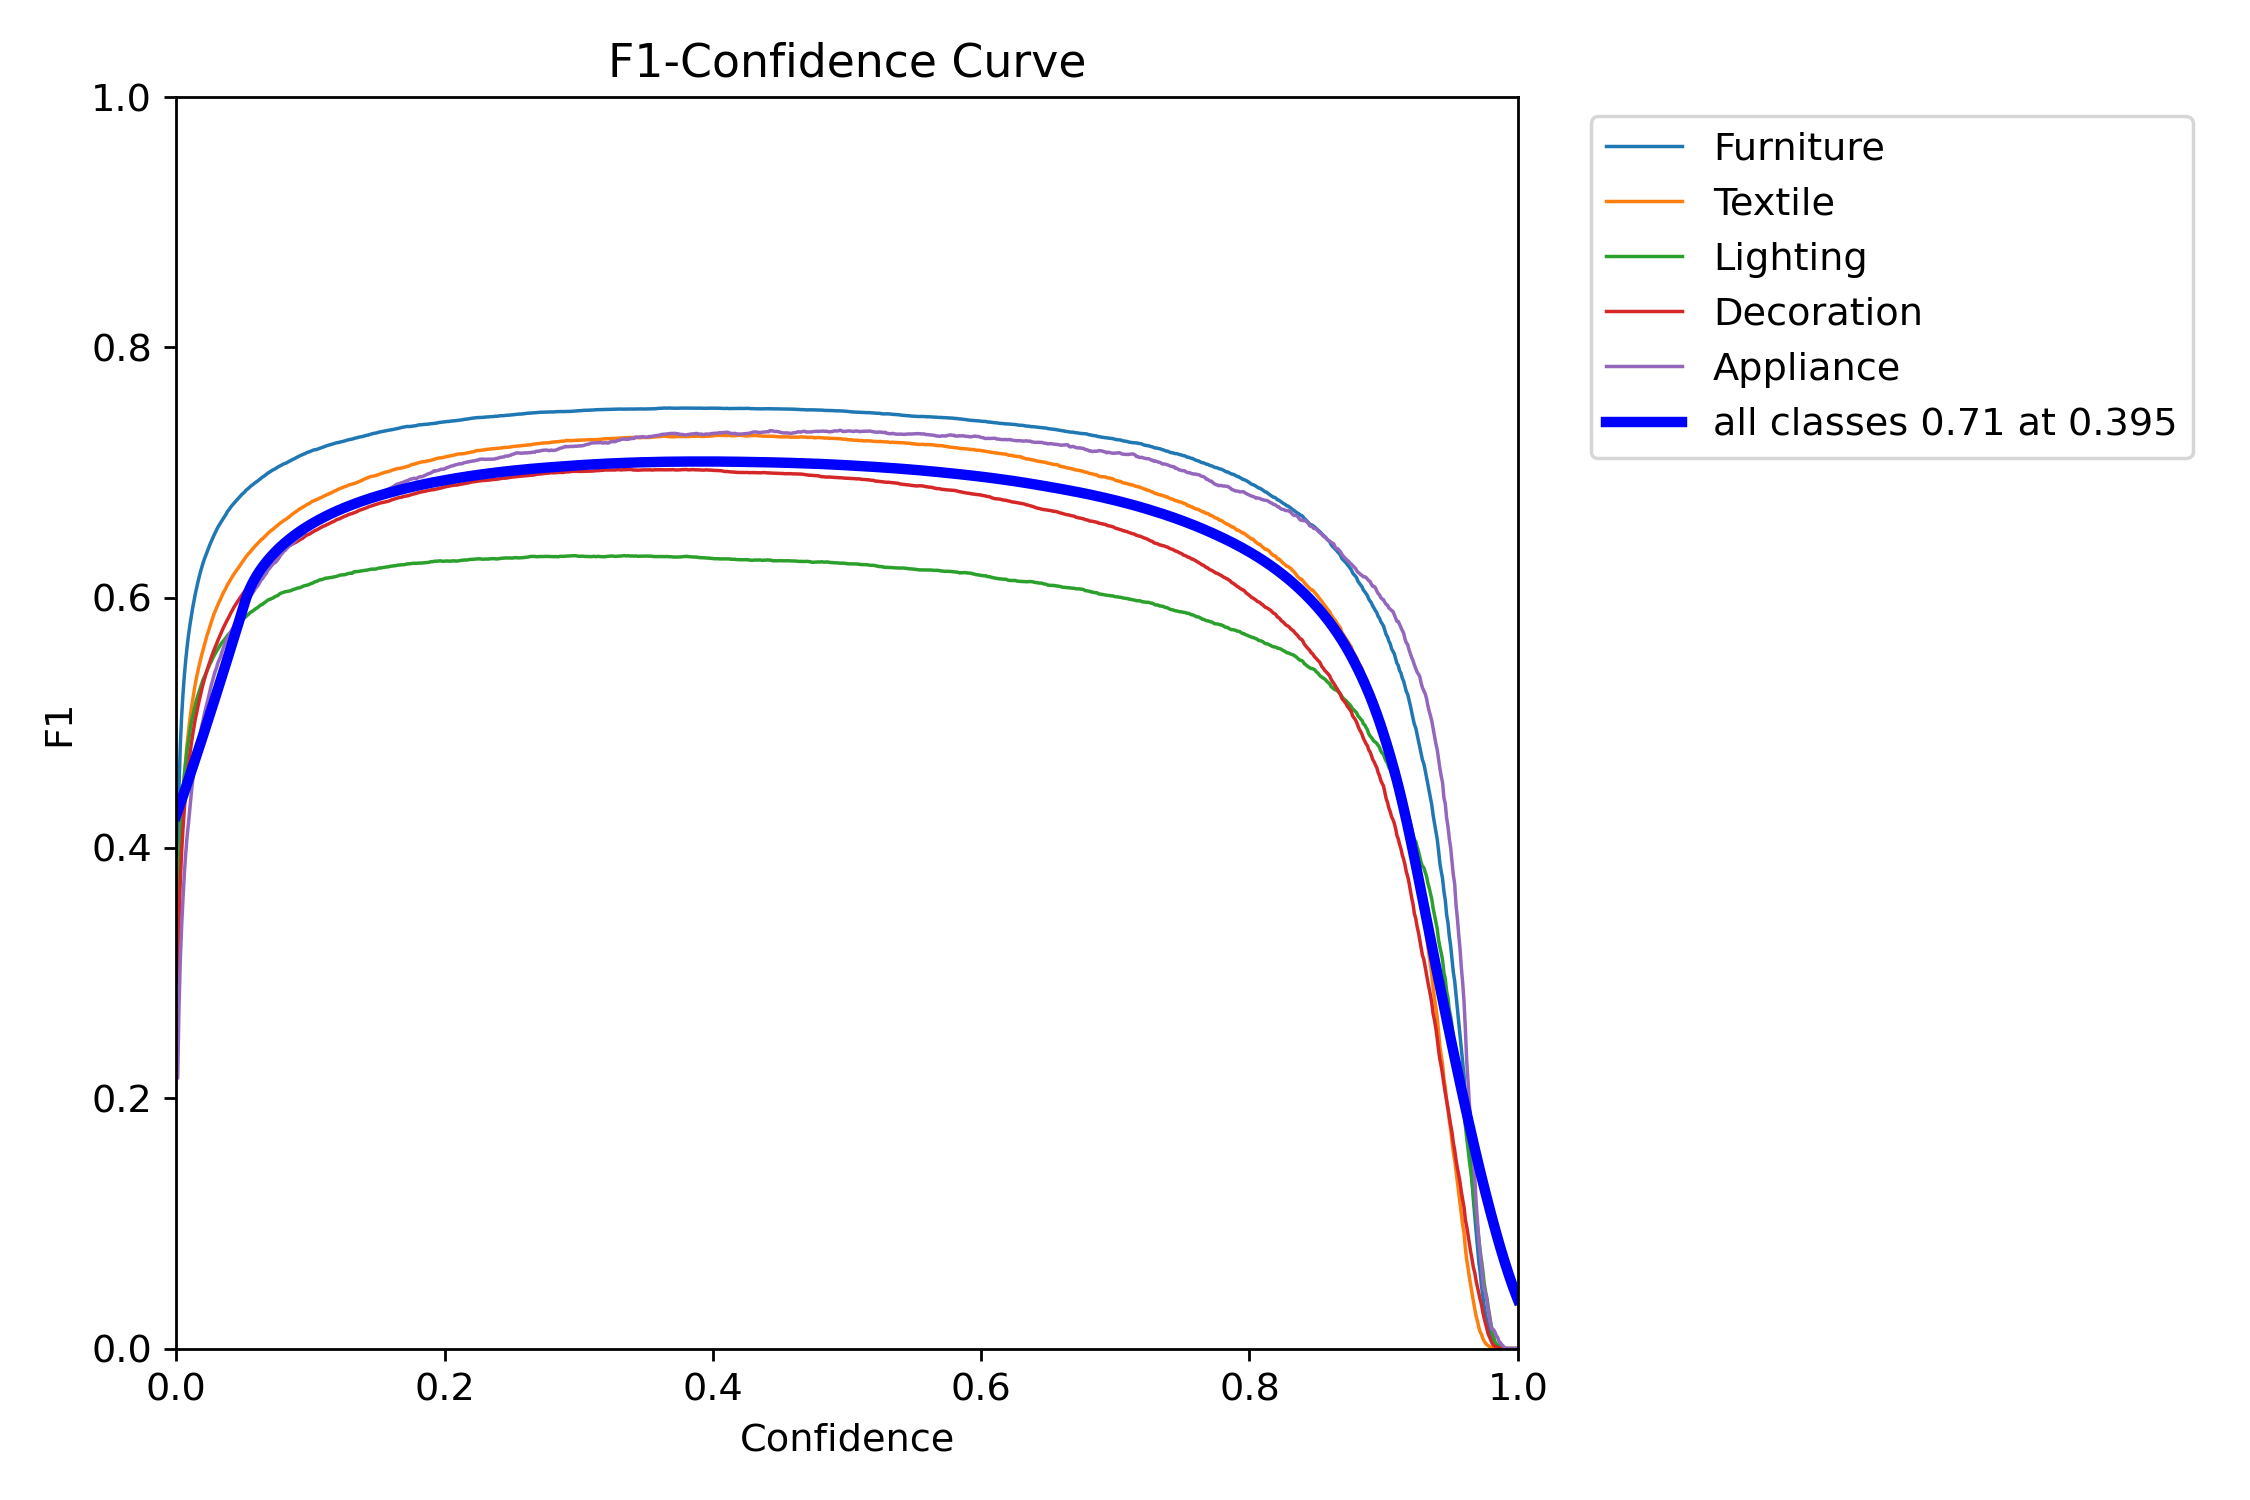 F1-Confidence Curve
1.0
0.8
0.6
0.4
0.2
0.0
F1
0.0 0.2 0.4 0.6 0.8 1.0
Confidence
Furniture
Textile
Lighting
Decoration
Appliance
all classes 0.71 at 0.395